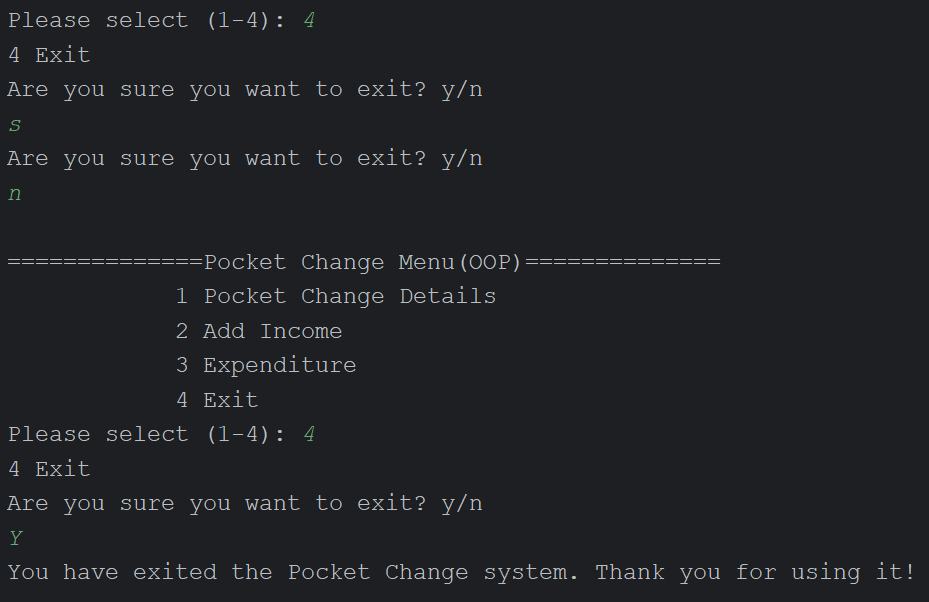 Please select (1-4): 4
4 Exit
Are you sure you want to exit? y/n
s
Are you sure you want to exit? y/n
n
==============Pocket Change Menu(OOP)==============
1 Pocket Change Details
2 Add Income
3 Expenditure
4 Exit
Please select (1-4): 4
4 Exit
Are you sure you want to exit? y/n
Y
You have exited the Pocket Change system. Thank you for using it!